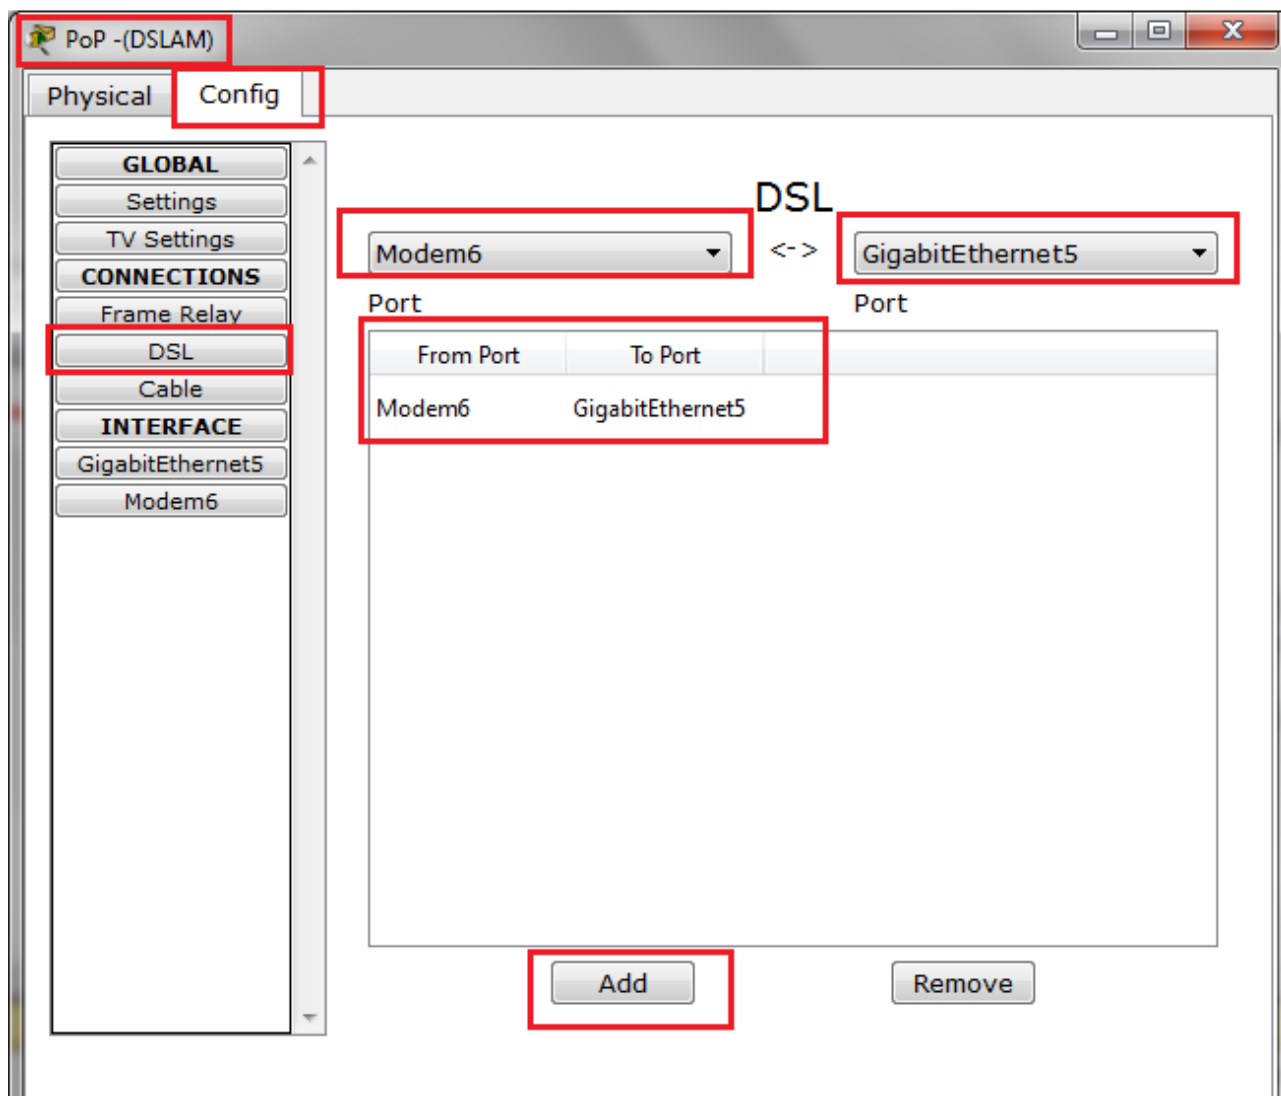 PoP -(DSLAM)
Physical
Config
GLOBAL
Settings
TV Settings
CONNECTIONS
Frame Relay
DSL
Cable
INTERFACE
GigabitEthernet5
Modem6
DSL
Modem6 <-> GigabitEthernet5
Port Port
From Port To Port
Modem6 GigabitEthernet5
Add Remove